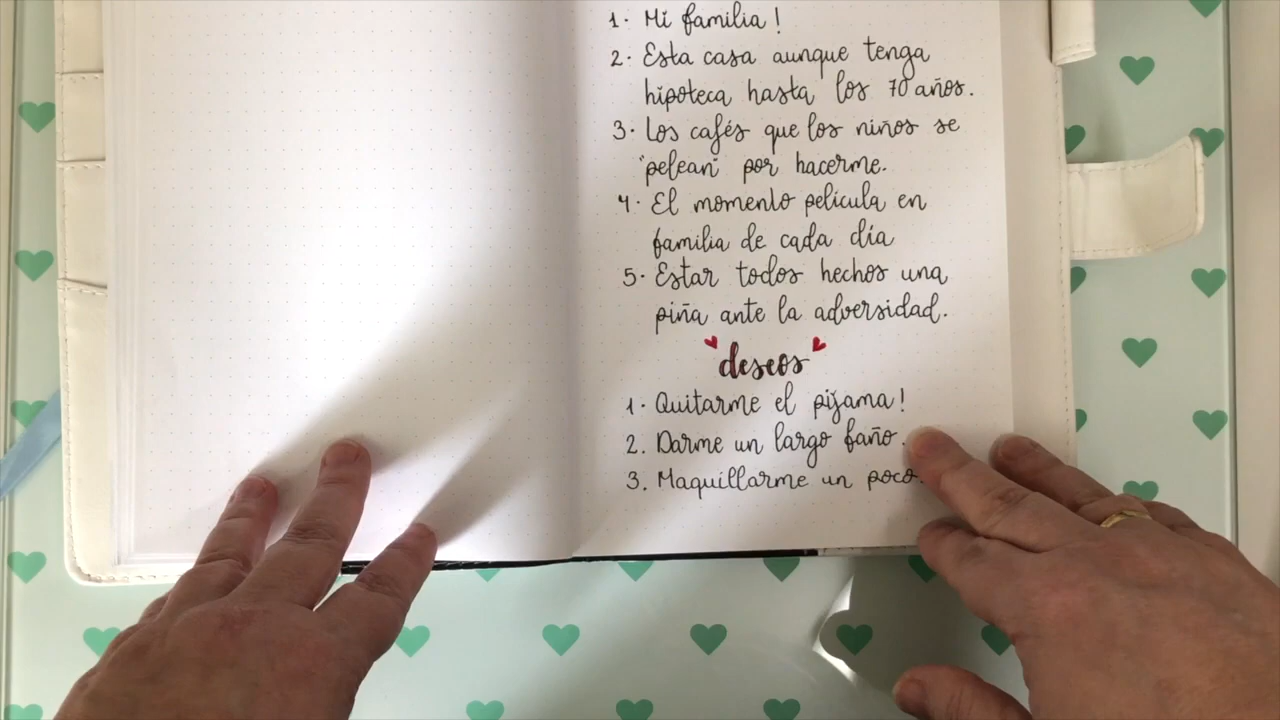 1. Mi familia!
2. Esta casa aunque tenga
hipoteca hasta los 70 años.
3. Los cafés que los niños se
"pelean" por hacerme.
4. El momento película en
familia de cada día
5. Estar todos hechos una
piña ante la adversidad.
deseos
1. Quitarme el pijama!
2. Darme un largo baño.
3. Maquillarme un poco.